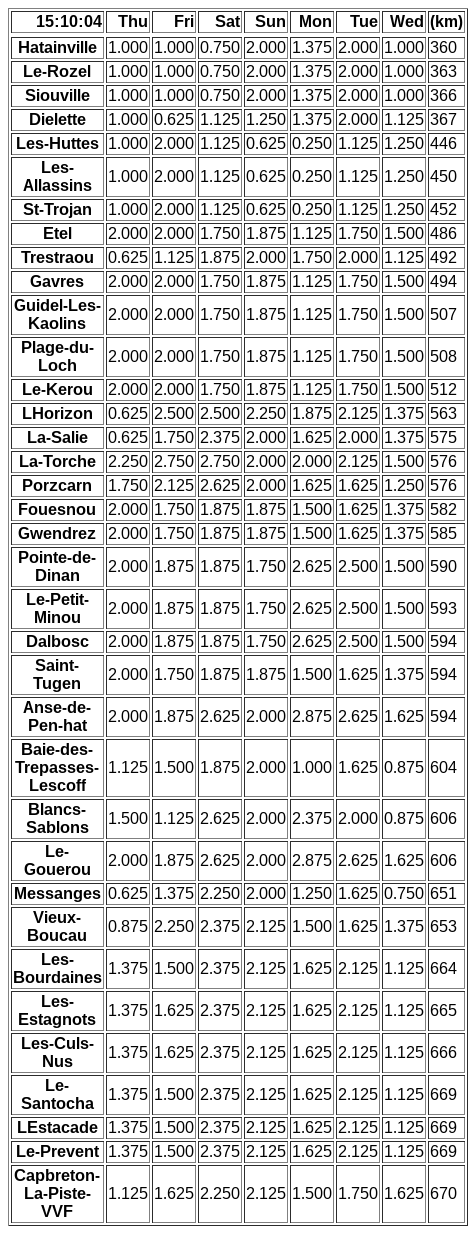 15:10:04 Thu Fri Sat Sun Mon Tue Wed (km)
Hatainville 1.000 1.000 0.750 2.000 1.375 2.000 1.000 360
Le-Rozel 1.000 1.000 0.750 2.000 1.375 2.000 1.000 363
Siouville 1.000 1.000 0.750 2.000 1.375 2.000 1.000 366
Dielette 1.000 0.625 1.125 1.250 1.375 2.000 1.125 367
Les-Huttes 1.000 2.000 1.125 0.625 0.250 1.125 1.250 446
Les-
Allassins 1.000 2.000 1.125 0.625 0.250 1.125 1.250 450
St-Trojan 1.000 2.000 1.125 0.625 0.250 1.125 1.250 452
Etel 2.000 2.000 1.750 1.875 1.125 1.750 1.500 486
Trestraou 0.625 1.125 1.875 2.000 1.750 2.000 1.125 492
Gavres 2.000 2.000 1.750 1.875 1.125 1.750 1.500 494
Guidel-Les-
Kaolins 2.000 2.000 1.750 1.875 1.125 1.750 1.500 507
Plage-du-
Loch 2.000 2.000 1.750 1.875 1.125 1.750 1.500 508
Le-Kerou 2.000 2.000 1.750 1.875 1.125 1.750 1.500 512
LHorizon 0.625 2.500 2.500 2.250 1.875 2.125 1.375 563
La-Salie 0.625 1.750 2.375 2.000 1.625 2.000 1.375 575
La-Torche 2.250 2.750 2.750 2.000 2.000 2.125 1.500 576
Porzcarn 1.750 2.125 2.625 2.000 1.625 1.625 1.250 576
Fouesnou 2.000 1.750 1.875 1.875 1.500 1.625 1.375 582
Gwendrez 2.000 1.750 1.875 1.875 1.500 1.625 1.375 585
Pointe-de-
Dinan 2.000 1.875 1.875 1.750 2.625 2.500 1.500 590
Le-Petit-
Minou 2.000 1.875 1.875 1.750 2.625 2.500 1.500 593
Dalbosc 2.000 1.875 1.875 1.750 2.625 2.500 1.500 594
Saint-
Tugen 2.000 1.750 1.875 1.875 1.500 1.625 1.375 594
Anse-de-
Pen-hat 2.000 1.875 2.625 2.000 2.875 2.625 1.625 594
Baie-des-
Trepasses-
Lescoff 1.125 1.500 1.875 2.000 1.000 1.625 0.875 604
Blancs-
Sablons 1.500 1.125 2.625 2.000 2.375 2.000 0.875 606
Le-
Gouerou 2.000 1.875 2.625 2.000 2.875 2.625 1.625 606
Messanges 0.625 1.375 2.250 2.000 1.250 1.625 0.750 651
Vieux-
Boucau 0.875 2.250 2.375 2.125 1.500 1.625 1.375 653
Les-
Bourdaines 1.375 1.500 2.375 2.125 1.625 2.125 1.125 664
Les-
Estagnots 1.375 1.625 2.375 2.125 1.625 2.125 1.125 665
Les-Culs-
Nus 1.375 1.625 2.375 2.125 1.625 2.125 1.125 666
Le-
Santocha 1.375 1.500 2.375 2.125 1.625 2.125 1.125 669
LEstacade 1.375 1.500 2.375 2.125 1.625 2.125 1.125 669
Le-Prevent 1.375 1.500 2.375 2.125 1.625 2.125 1.125 669
Capbreton-
La-Piste-
VVF 1.125 1.625 2.250 2.125 1.500 1.750 1.625 670